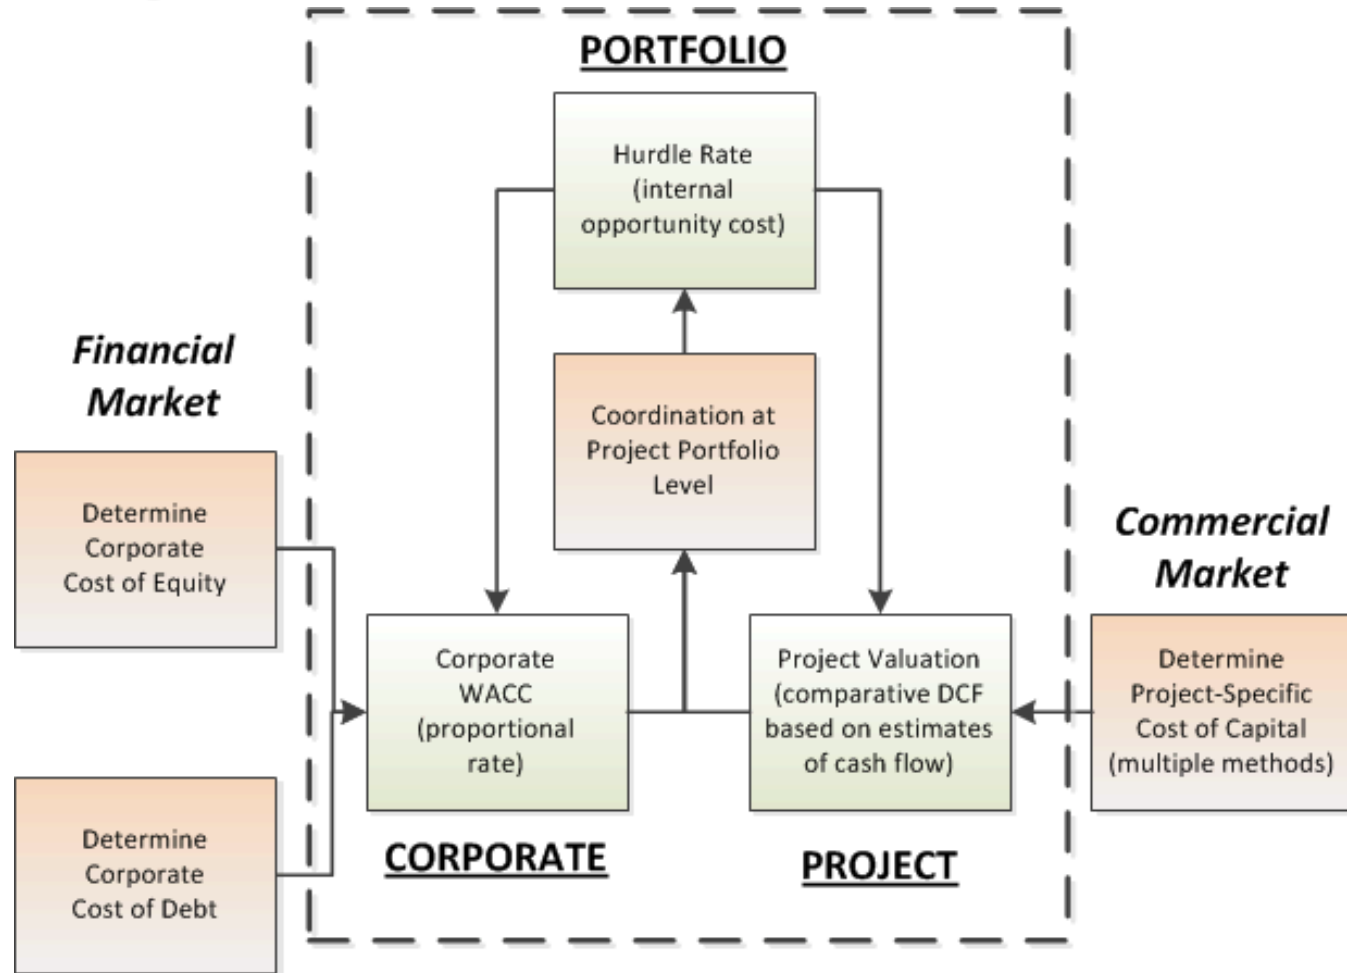 PORTFOLIO
Hurdle Rate
(internal
opportunity cost)
Financial
Market
Coordination at
Project Portfolio
Level
Determine
Corporate
Cost of Equity
Commercial
Market
Corporate
WACC
(proportional
rate)
Project Valuation
(comparative DCF
based on estimates
of cash flow)
Determine
Project-Specific
Cost of Capital
(multiple methods)
Determine
Corporate
Cost of Debt
CORPORATE
PROJECT